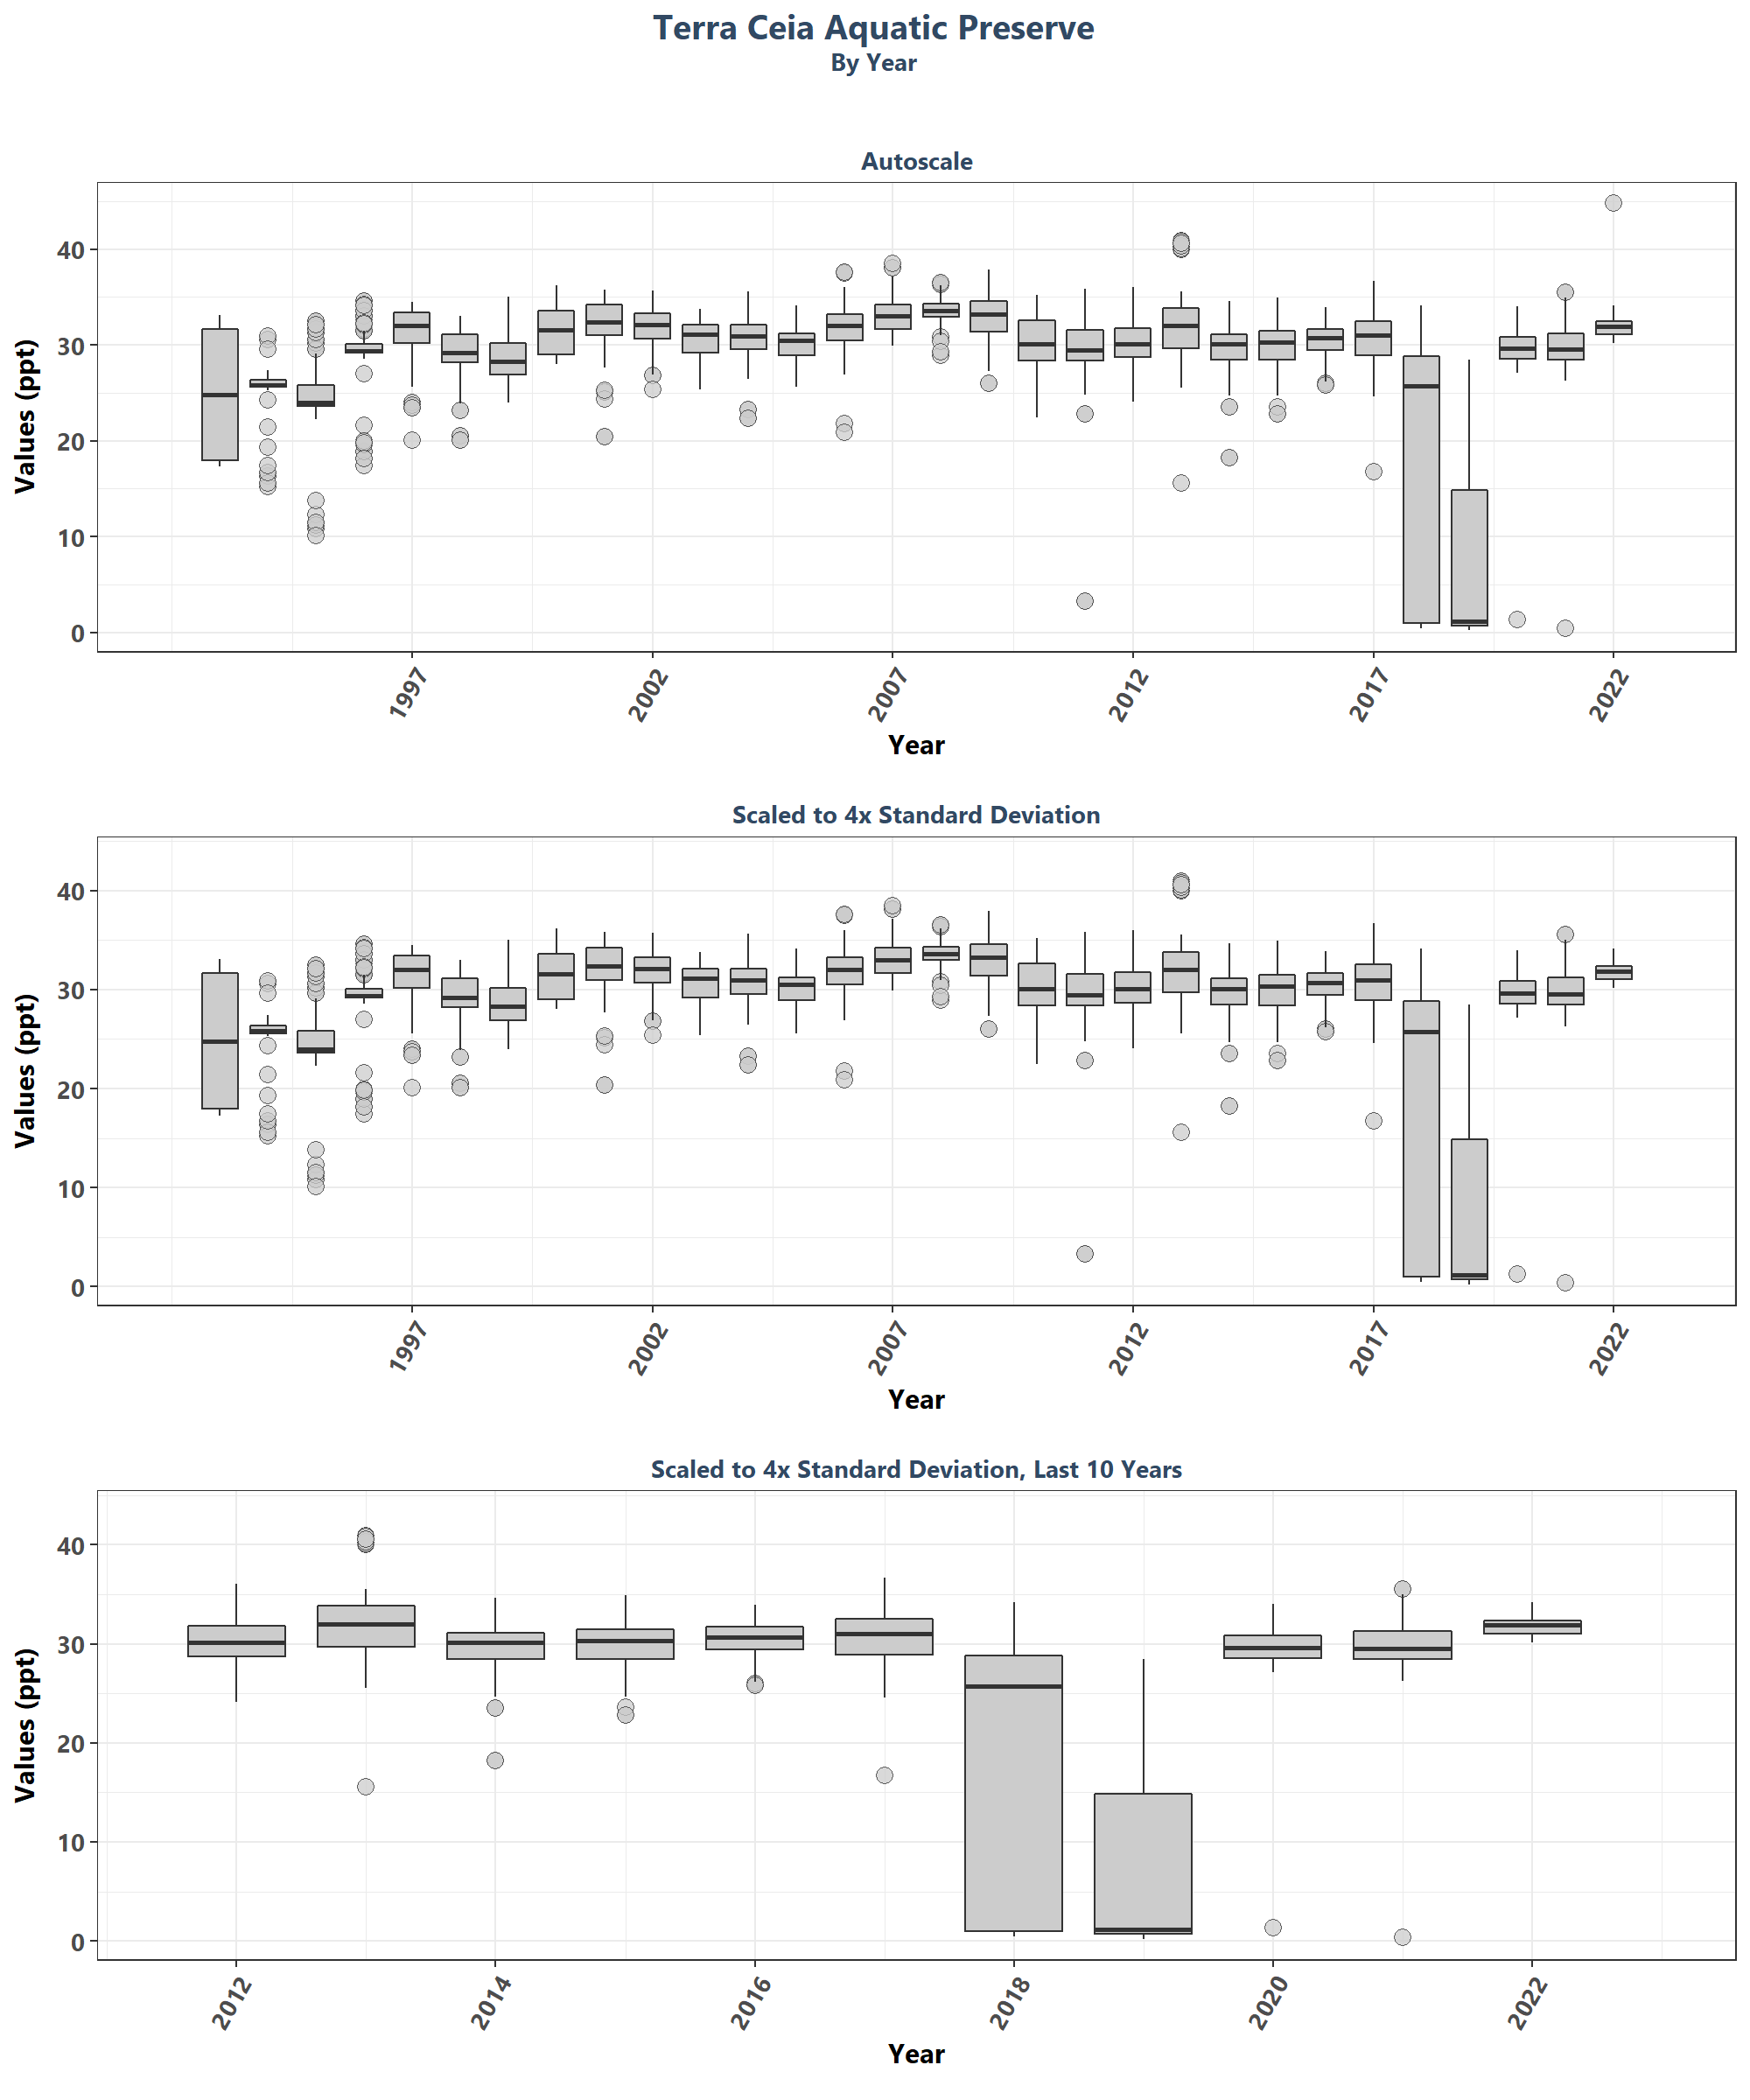 Terra Ceia Aquatic Preserve
By Year
Autoscale
Values (ppt)
40
30
20
10
0
1997 2002 2007 2012 2017 2022
Year
Scaled to 4x Standard Deviation
Values (ppt)
40
30
20
10
0
1997 2002 2007 2012 2017 2022
Year
Scaled to 4x Standard Deviation, Last 10 Years
Values (ppt)
40
30
20
10
0
2012 2014 2016 2018 2020 2022
Year